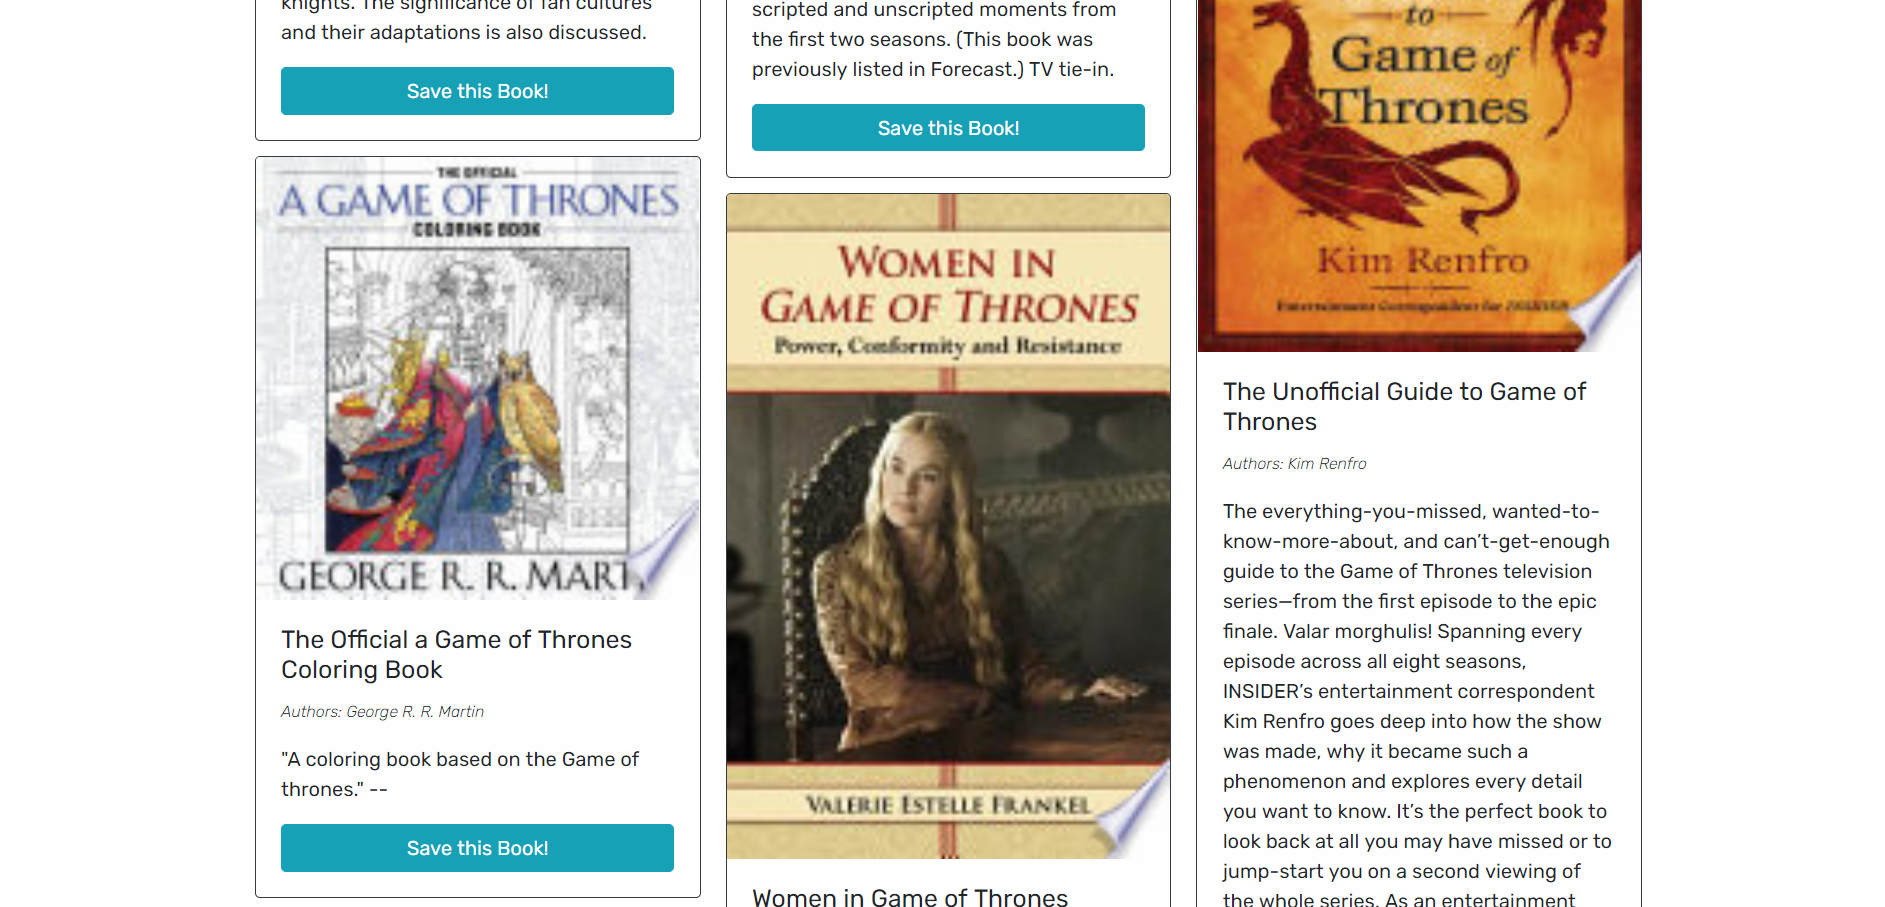 knights. The significance of fan cultures
and their adaptations is also discussed.
Save this Book!
THE OFFICIAL
A GAME OF THRONES
COLORING BOOK
GEORGE R. R. MART
The Official a Game of Thrones
Coloring Book
Authors: George R. R. Martin
"A coloring book based on the Game of
thrones." --
Save this Book!
scripted and unscripted moments from
the first two seasons. (This book was
previously listed in Forecast.) TV tie-in.
Save this Book!
WOMEN IN
GAME OF THRONES
Power, Conformity and Resistance
VALERIE ESTELLE FRANKEL
Women in Game of Thrones
to
Game of
Thrones
Kim Renfro
Entertainment Correspondent for INSIDER
The Unofficial Guide to Game of
Thrones
Authors: Kim Renfro
The everything-you-missed, wanted-to-
know-more-about, and can’t-get-enough
guide to the Game of Thrones television
series—from the first episode to the epic
finale. Valar morghulis! Spanning every
episode across all eight seasons,
INSIDER’s entertainment correspondent
Kim Renfro goes deep into how the show
was made, why it became such a
phenomenon and explores every detail
you want to know. It’s the perfect book to
look back at all you may have missed or to
jump-start you on a second viewing of
the whole series. As an entertainment